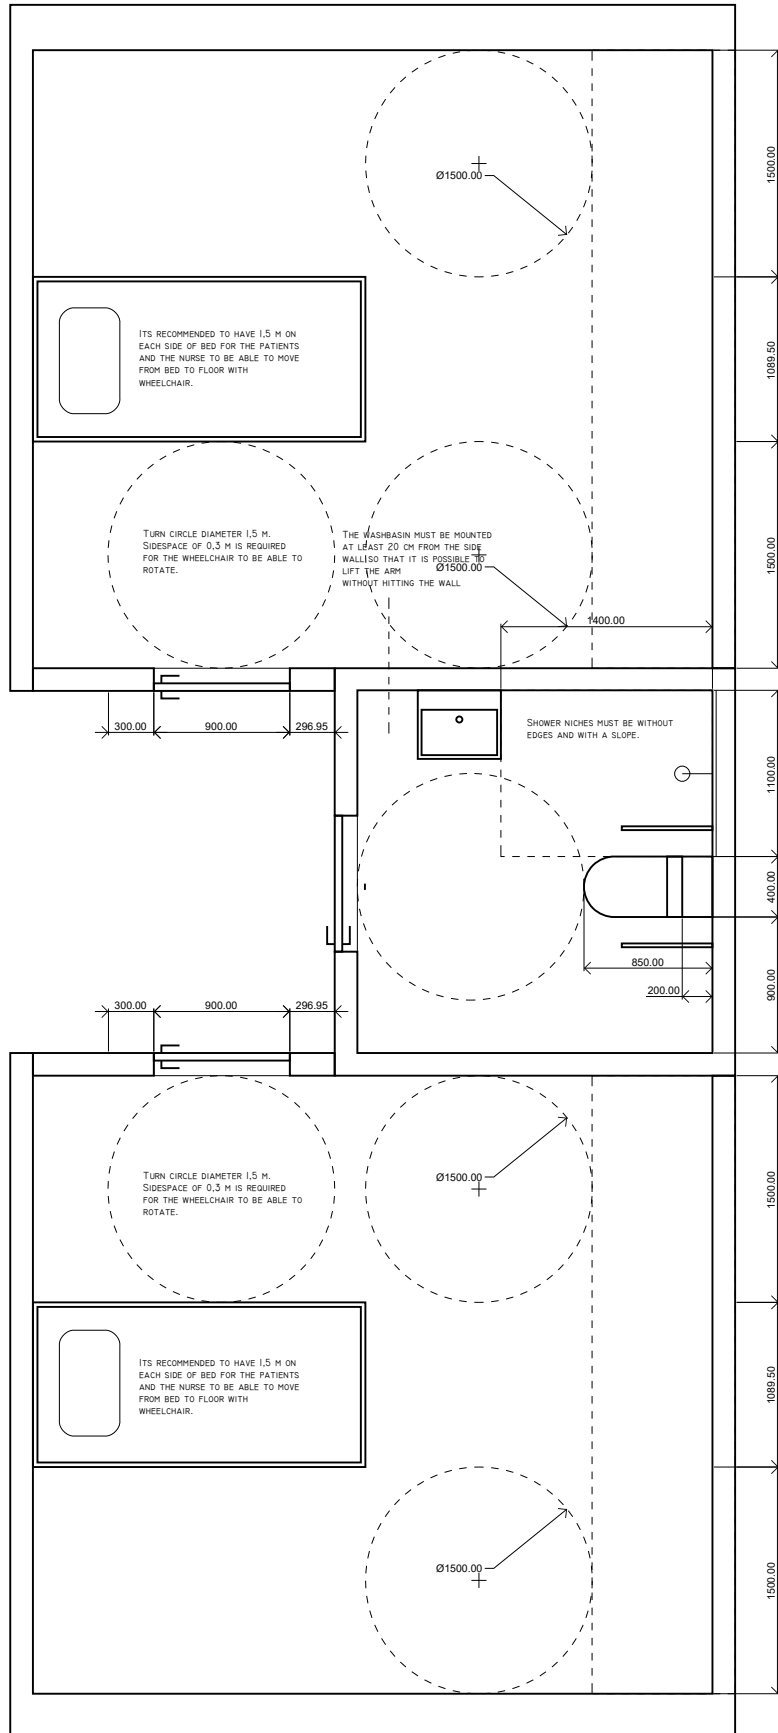 1500.00
Ø1500.00
1089.50
Its recommended to have 1,5 m on
each side of bed for the patients
and the nurse to be able to move
from bed to floor with
wheelchair.
1500.00
Turn circle diameter 1,5 m.
Sidespace of 0,3 m is required
for the wheelchair to be able to
rotate.
The washbasin must be mounted
at least 20 cm from the side
wall so that it is possible to
lift the arm
without hitting the wall
Ø1500.00
1400.00
300.00
900.00
296.95
Shower niches must be without
edges and with a slope.
1100.00
400.00
850.00
200.00
900.00
300.00
900.00
296.95
1500.00
Ø1500.00
Turn circle diameter 1,5 m.
Sidespace of 0,3 m is required
for the wheelchair to be able to
rotate.
1089.50
Its recommended to have 1,5 m on
each side of bed for the patients
and the nurse to be able to move
from bed to floor with
wheelchair.
Ø1500.00
1500.00